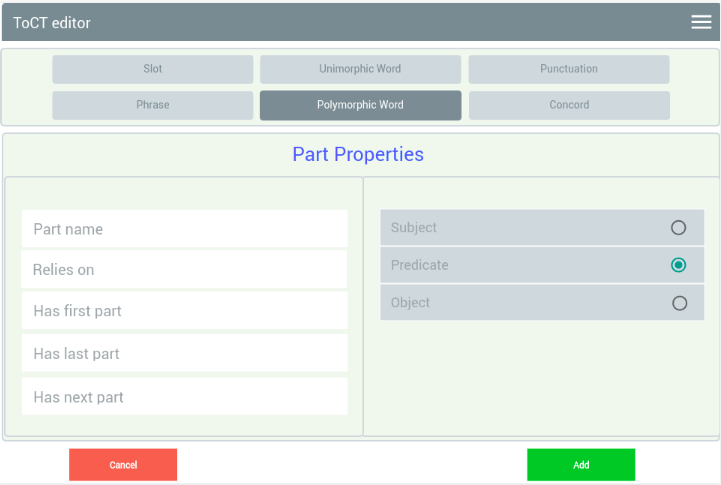 ToCT editor
Slot
Unimorphic Word
Punctuation
Phrase
Polymorphic Word
Concord
Part Properties
Part name
Relies on
Has first part
Has last part
Has next part
Subject
Predicate
Object
Cancel
Add